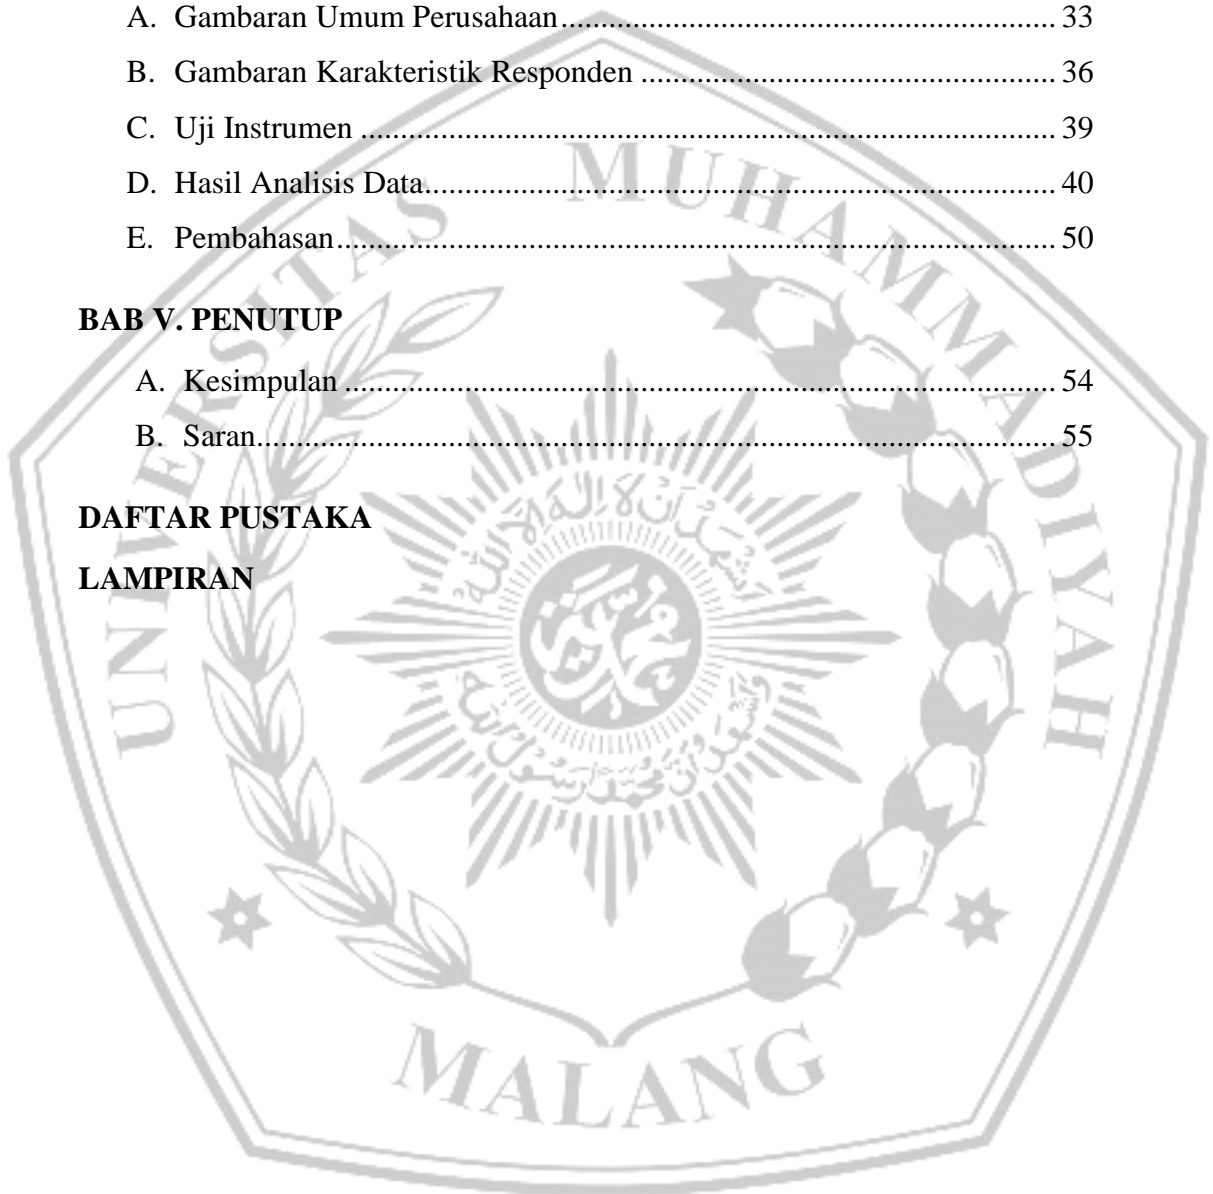 A. Gambaran Umum Perusahaan............................................................ 33
B. Gambaran Karakteristik Responden .................................................. 36
C. Uji Instrumen .................................................................................... 39
D. Hasil Analisis Data............................................................................ 40
E. Pembahasan....................................................................................... 50
BAB V. PENUTUP
A. Kesimpulan ...................................................................................... 54
B. Saran................................................................................................. 55
DAFTAR PUSTAKA
LAMPIRAN
UNIVERSITAS MUHAMMADIYAH
MALANG